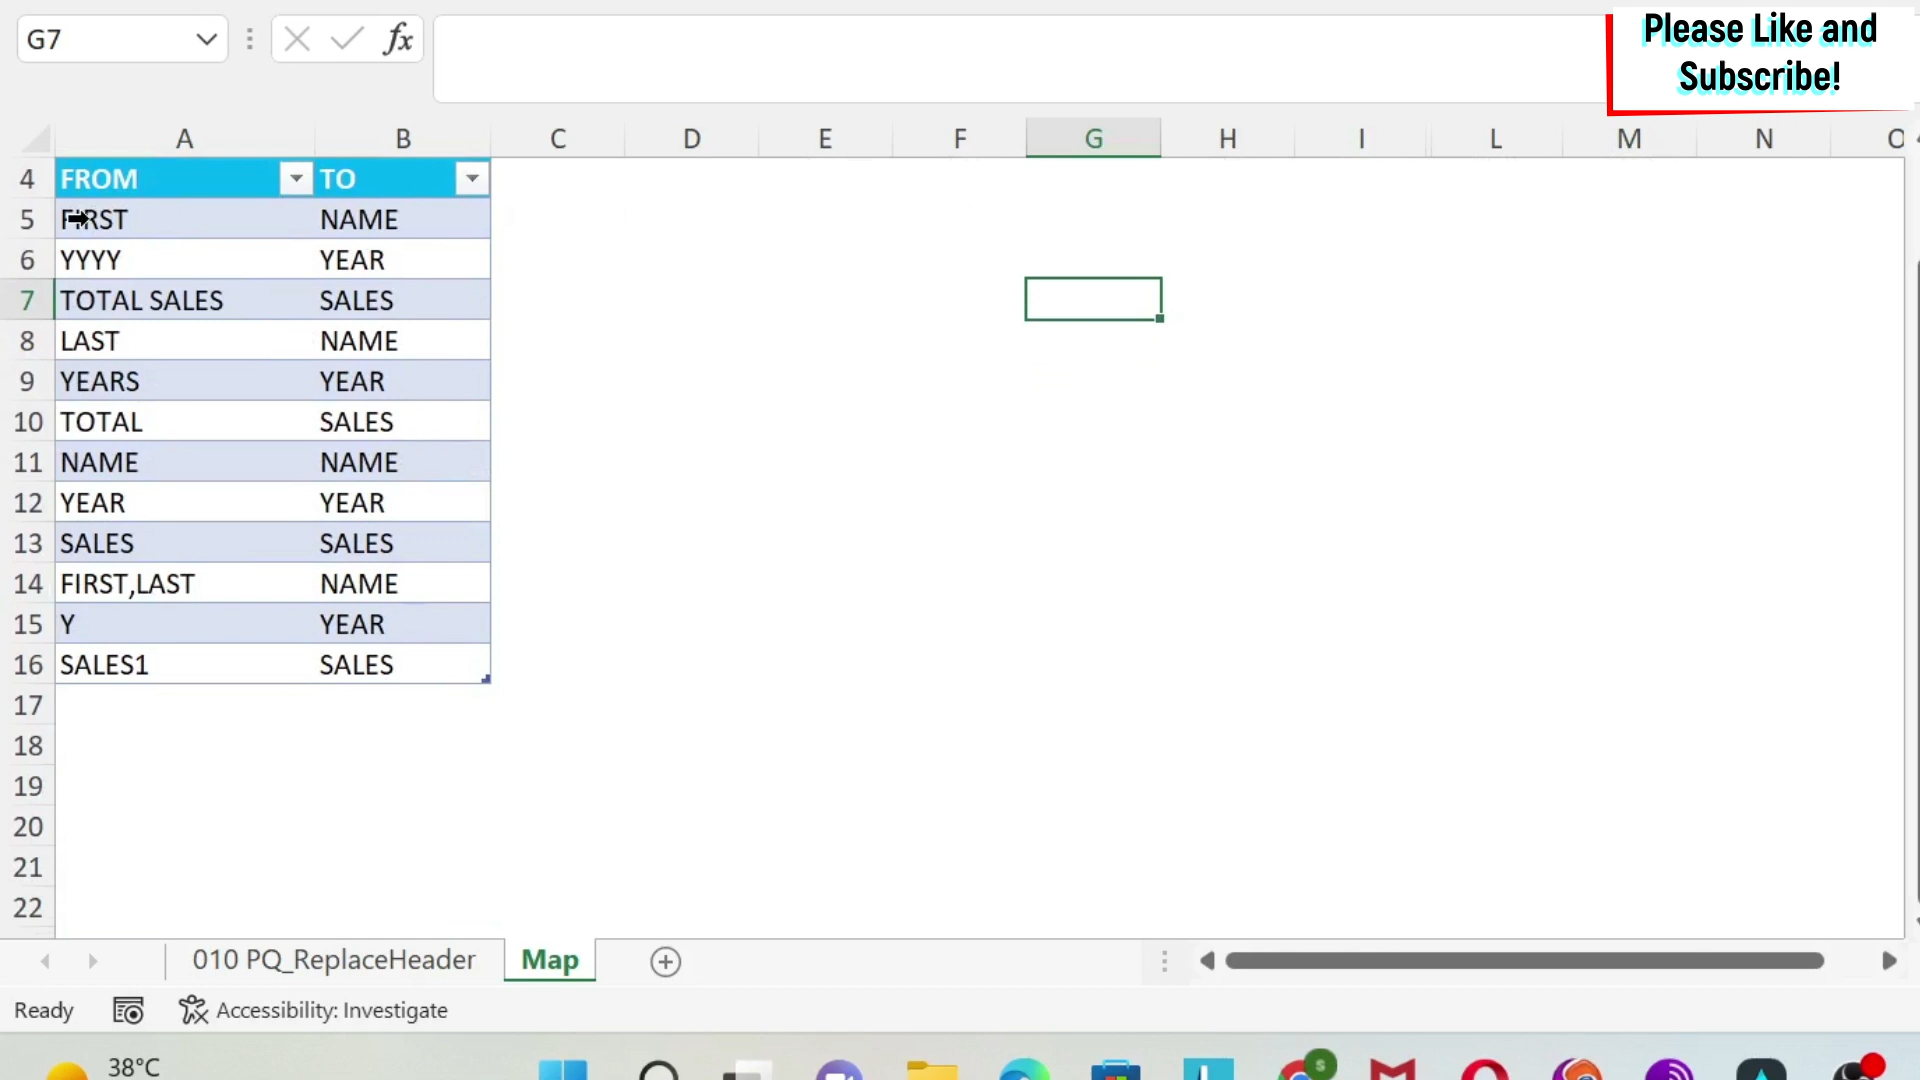 G7
fx
Please Like and
Subscribe!
A B C D E F G H I L M N O
4 FROM TO
5 FIRST NAME
6 YYYY YEAR
7 TOTAL SALES SALES
8 LAST NAME
9 YEARS YEAR
10 TOTAL SALES
11 NAME NAME
12 YEAR YEAR
13 SALES SALES
14 FIRST,LAST NAME
15 Y YEAR
16 SALES1 SALES
17
18
19
20
21
22
010 PQ_ReplaceHeader Map
Ready Accessibility: Investigate
38°C